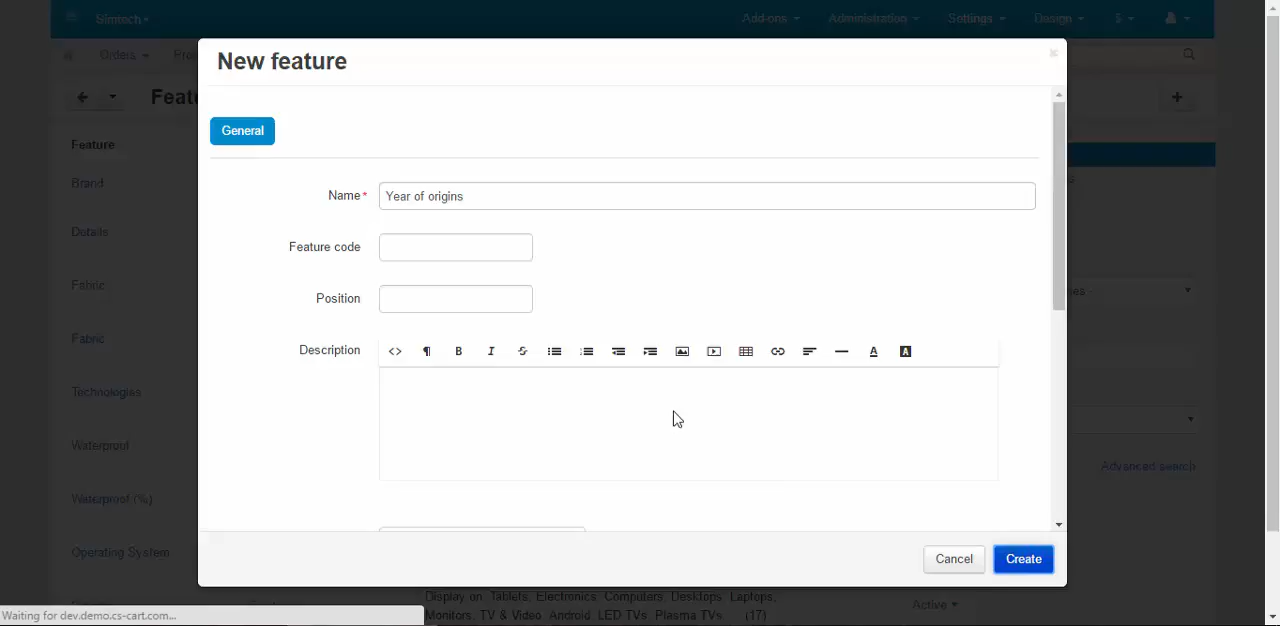 Simtech
Add-ons
Administration
Settings
Design
$
Orders
New feature
×
General
Feature
Brand
Details
Fabric
Fabric
Technologies
Waterproof
Waterproof (%)
Operating System
Name*
Year of origins
Feature code
Position
Description
Advanced search
Cancel
Create
Display on: Tablets, Electronics, Computers, Desktops, Laptops,
Monitors, TV & Video, Android, LED TVs, Plasma TVs, ... (17)
Active
Waiting for dev.demo.cs-cart.com...